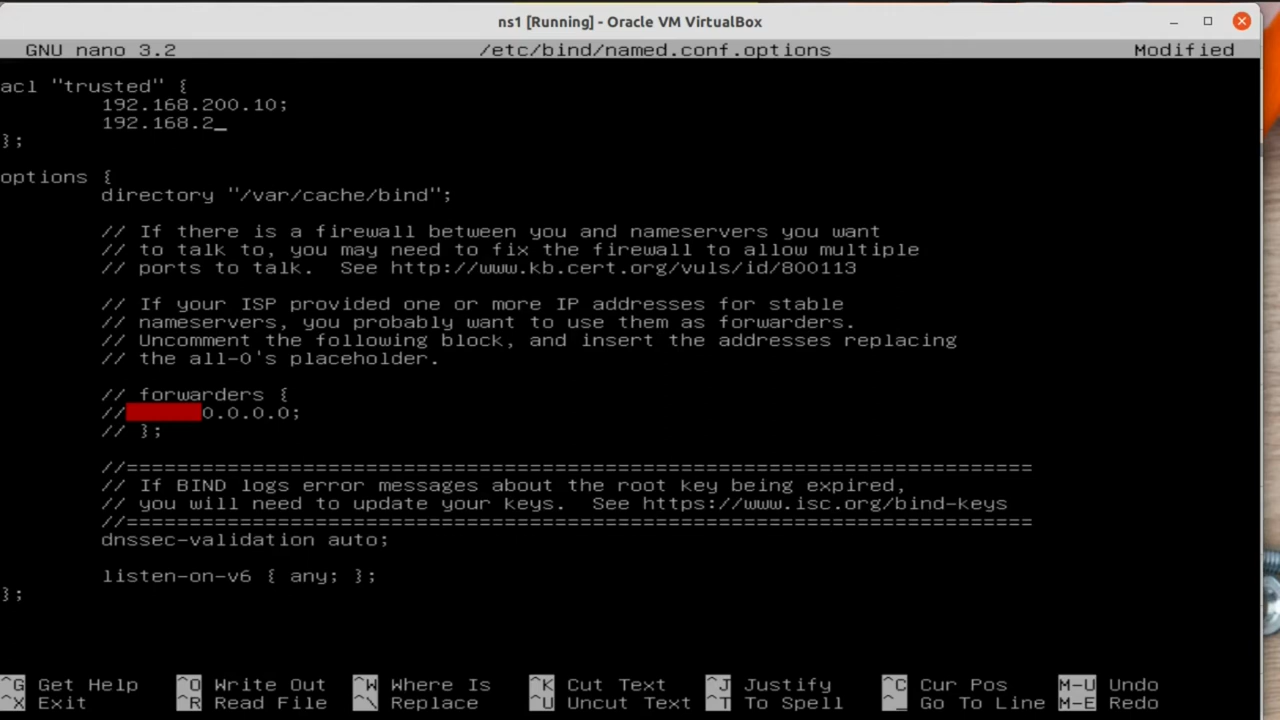 ns1 [Running] - Oracle VM VirtualBox
GNU nano 3.2 /etc/bind/named.conf.options Modified
acl "trusted" {
192.168.200.10;
192.168.2_
};
options {
directory "/var/cache/bind";
// If there is a firewall between you and nameservers you want
// to talk to, you may need to fix the firewall to allow multiple
// ports to talk.  See http://www.kb.cert.org/vuls/id/800113
// If your ISP provided one or more IP addresses for stable
// nameservers, you probably want to use them as forwarders.
// Uncomment the following block, and insert the addresses replacing
// the all-0's placeholder.
// forwarders {
// 0.0.0.0;
// };
//========================================================================
// If BIND logs error messages about the root key being expired,
// you will need to update your keys.  See https://www.isc.org/bind-keys
//========================================================================
dnssec-validation auto;
listen-on-v6 { any; };
};
^G Get Help ^O Write Out ^W Where Is ^K Cut Text ^J Justify ^C Cur Pos M-U Undo
^X Exit ^R Read File ^\ Replace ^U Uncut Text ^T To Spell ^_ Go To Line M-E Redo